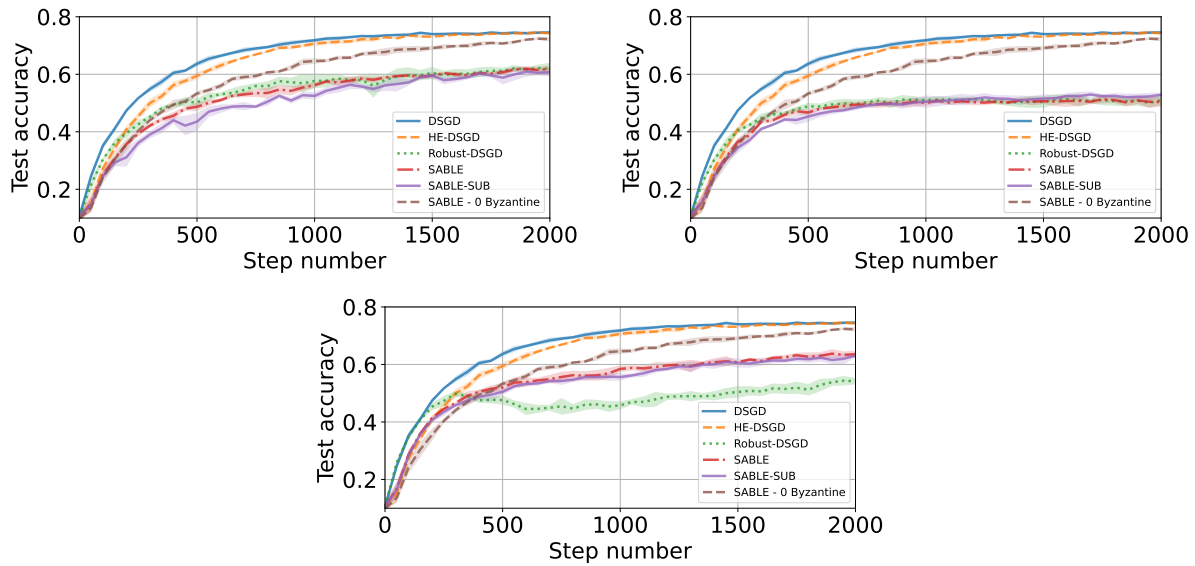 0.8
0.6
0.4
0.2
Test accuracy
0
500
1000
1500
2000
Step number
DSGD
HE-DSGD
Robust-DSGD
SABLE
SABLE-SUB
SABLE - 0 Byzantine
0.8
0.6
0.4
0.2
Test accuracy
0
500
1000
1500
2000
Step number
DSGD
HE-DSGD
Robust-DSGD
SABLE
SABLE-SUB
SABLE - 0 Byzantine
0.8
0.6
0.4
0.2
Test accuracy
0
500
1000
1500
2000
Step number
DSGD
HE-DSGD
Robust-DSGD
SABLE
SABLE-SUB
SABLE - 0 Byzantine